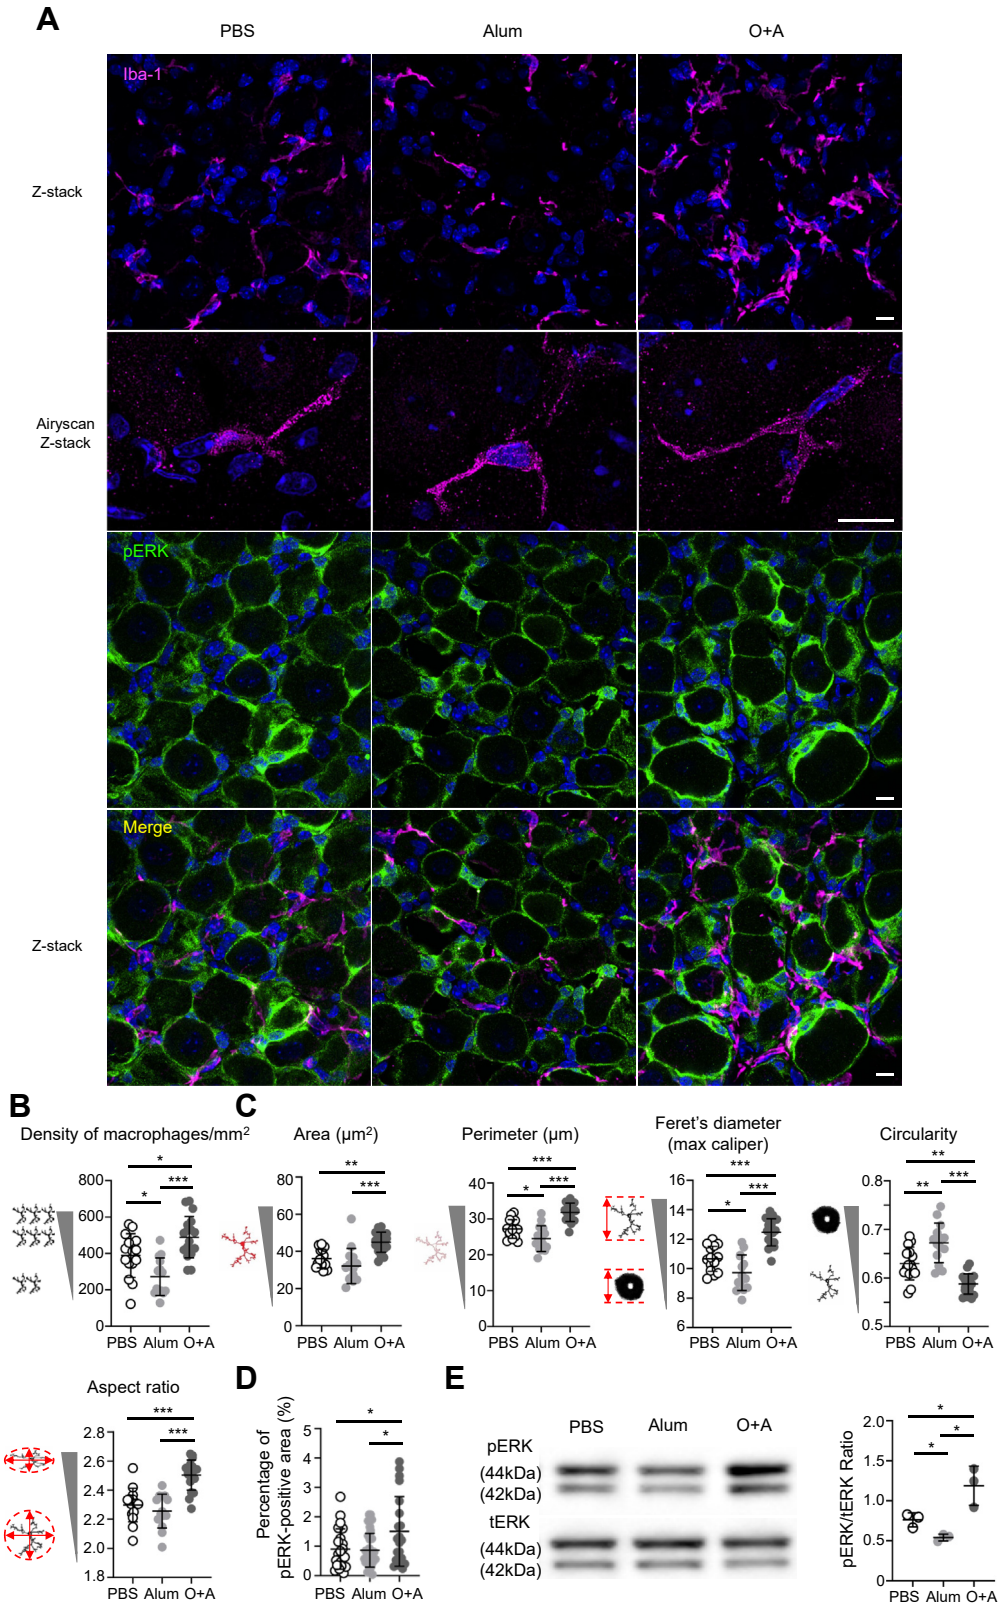 A
PBS
Alum
O+A
Iba-1
Z-stack
Airyscan
Z-stack
pERK
Merge
Z-stack
B
Density of macrophages/mm2
*
*
***
800
600
400
200
0
PBS Alum O+A
C
Area (µm2)
**
***
80
60
40
20
0
PBS Alum O+A
Perimeter (µm)
***
*
***
40
30
20
10
0
PBS Alum O+A
Feret's diameter
(max caliper)
***
*
***
16
14
12
10
8
6
PBS Alum O+A
Circularity
**
**
***
0.8
0.7
0.6
0.5
PBS Alum O+A
Aspect ratio
***
***
2.8
2.6
2.4
2.2
2.0
1.8
PBS Alum O+A
D
Percentage of
pERK-positive area (%)
*
*
5
4
3
2
1
0
PBS Alum O+A
E
PBS
Alum
O+A
pERK
(44kDa)
(42kDa)
tERK
(44kDa)
(42kDa)
pERK/tERK Ratio
*
*
*
2.0
1.5
1.0
0.5
0
PBS Alum O+A